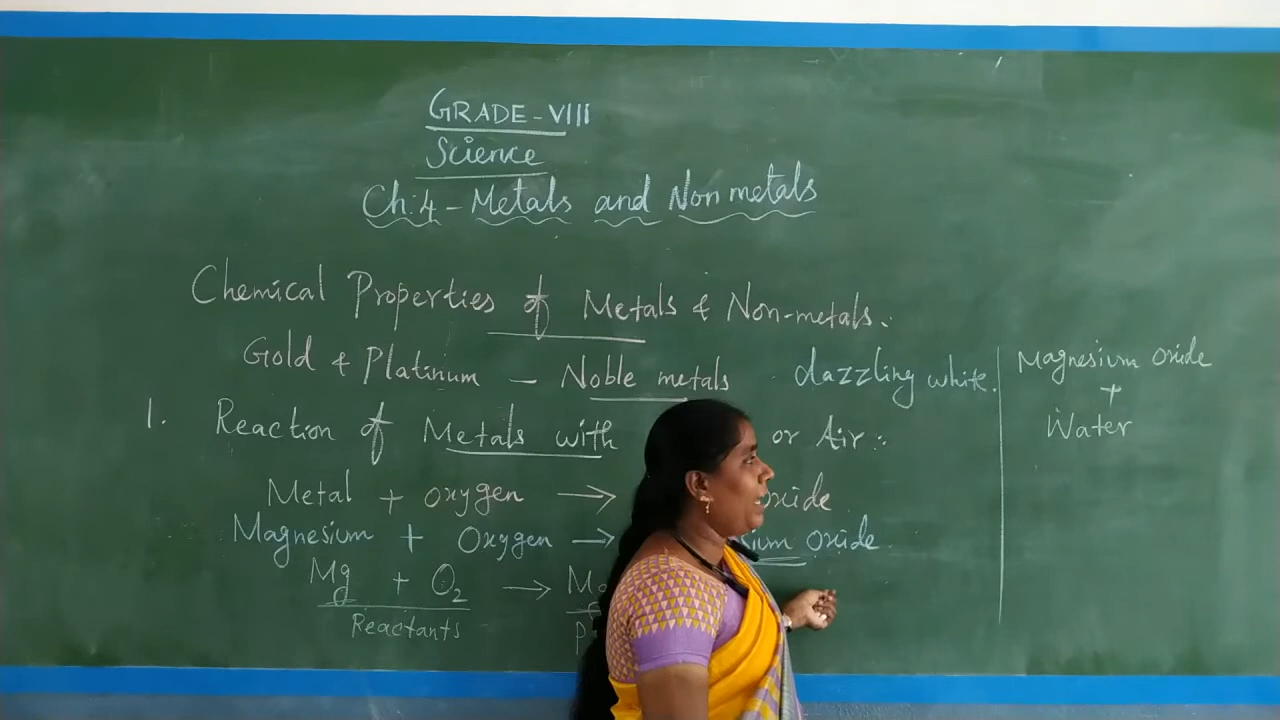 GRADE - VIII
Science
Ch: 4 - Metals and Non metals
Chemical Properties of Metals & Non-metals.
Gold & Platinum - Noble metals
dazzling white.
1. Reaction of Metals with or Air :
Metal + oxygen → oxide
Magnesium + Oxygen → ium oxide
Mg + O₂ →
Reactants
Magnesium oxide
+
Water